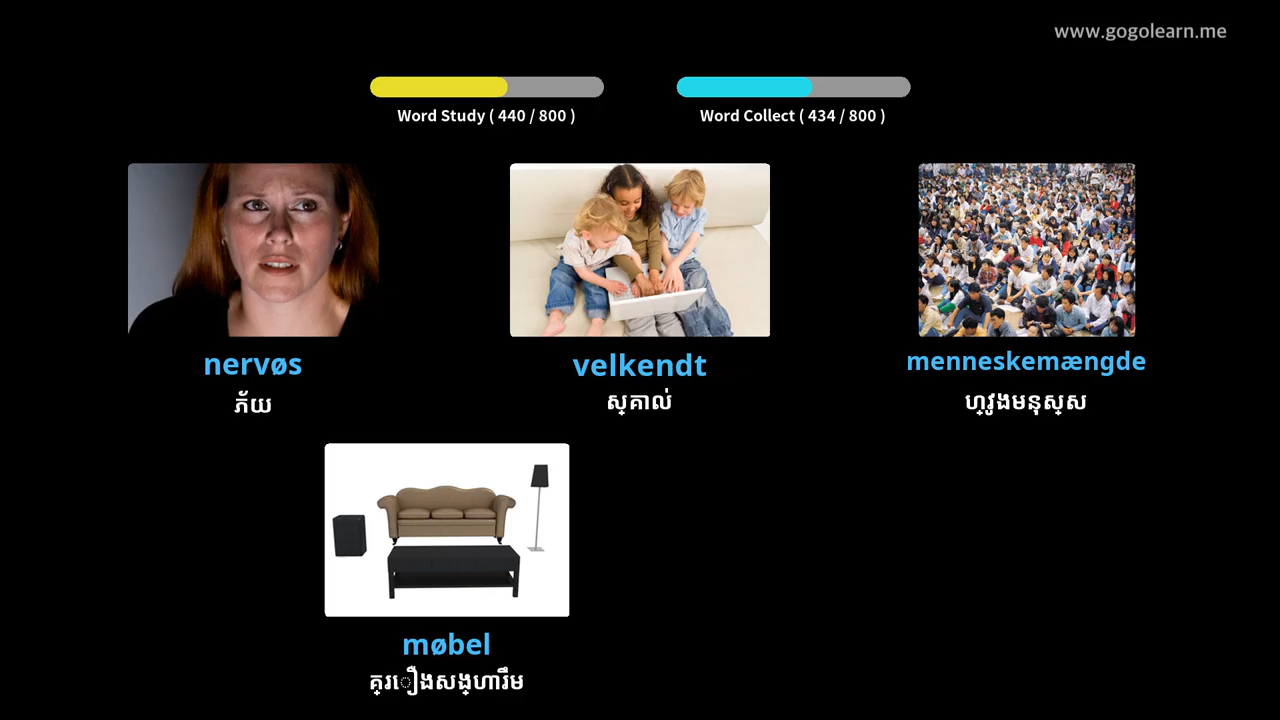 www.gogolearn.me
Word Study ( 440 / 800 )
Word Collect ( 434 / 800 )
nervøs
velkendt
menneskemængde
ភ័យ
ស្គាល់
ហ្វូងមនុស្ស
møbel
គ្រឿងសង្ហារឹម